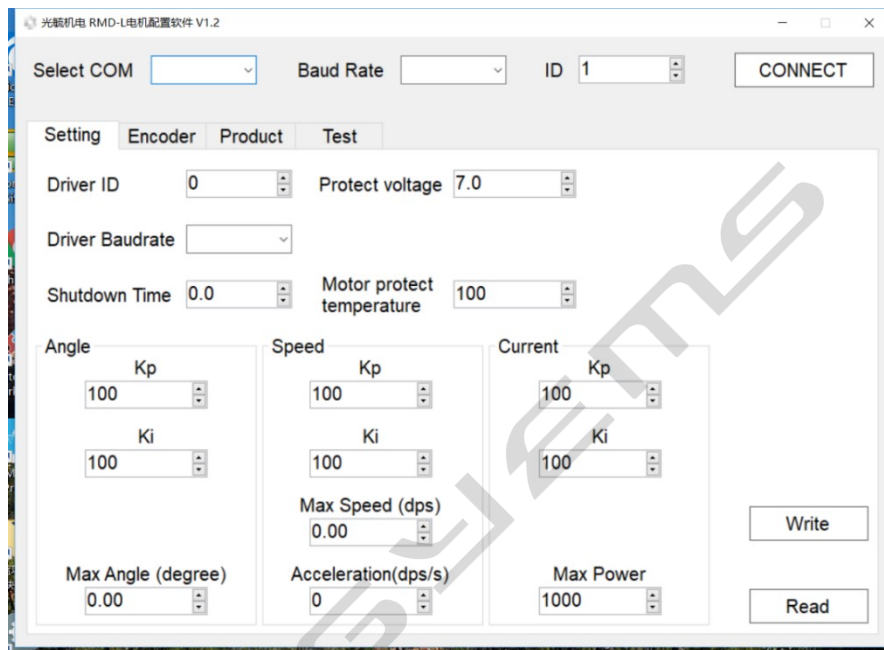 光毓机电 RMD-L电机配置软件 V1.2
Select COM Baud Rate ID 1 CONNECT
Setting Encoder Product Test
Driver ID 0 Protect voltage 7.0
Driver Baudrate
Shutdown Time 0.0 Motor protect temperature 100
Angle Speed Current
Kp Kp Kp
100 100 100
Ki Ki Ki
100 100 100
Max Speed (dps)
0.00
Write
Max Angle (degree) Acceleration(dps/s) Max Power
0.00 0 1000
Read